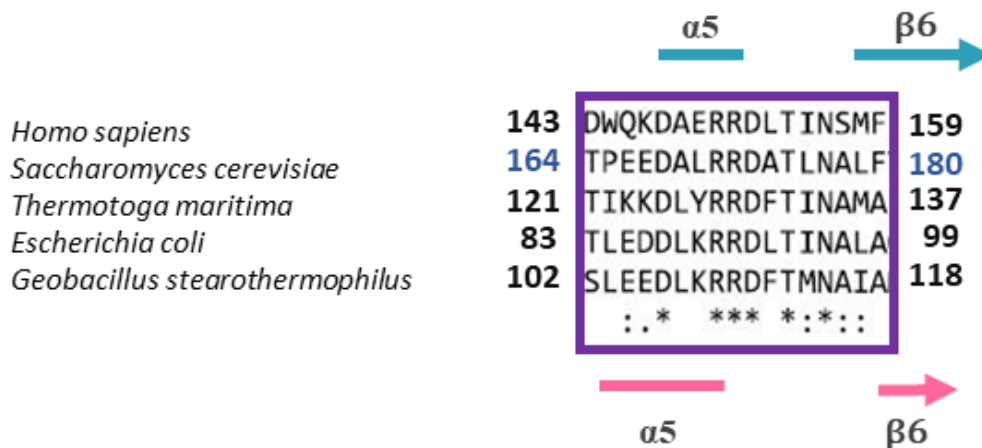 α5 β6
Homo sapiens 143 DWQKDAERRDLTINSMF 159
Saccharomyces cerevisiae 164 TPEEDALRRDATLNALF 180
Thermotoga maritima 121 TIKKDLYRRDFTINAMA 137
Escherichia coli 83 TLEDDLKRRDLTINALA 99
Geobacillus stearothermophilus 102 SLEEDLKRRDFTMNAIA 118
:.* *** *:*::
α5 β6